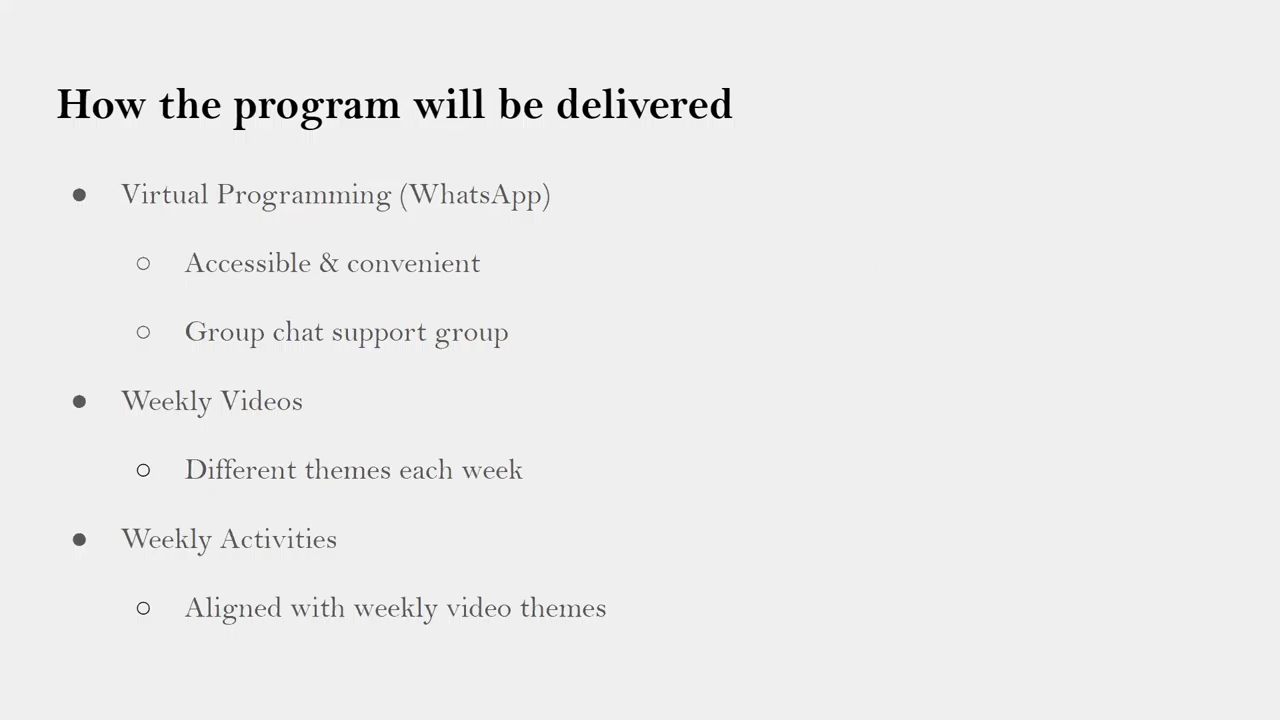 How the program will be delivered
● Virtual Programming (WhatsApp)
○ Accessible & convenient
○ Group chat support group
● Weekly Videos
○ Different themes each week
● Weekly Activities
○ Aligned with weekly video themes